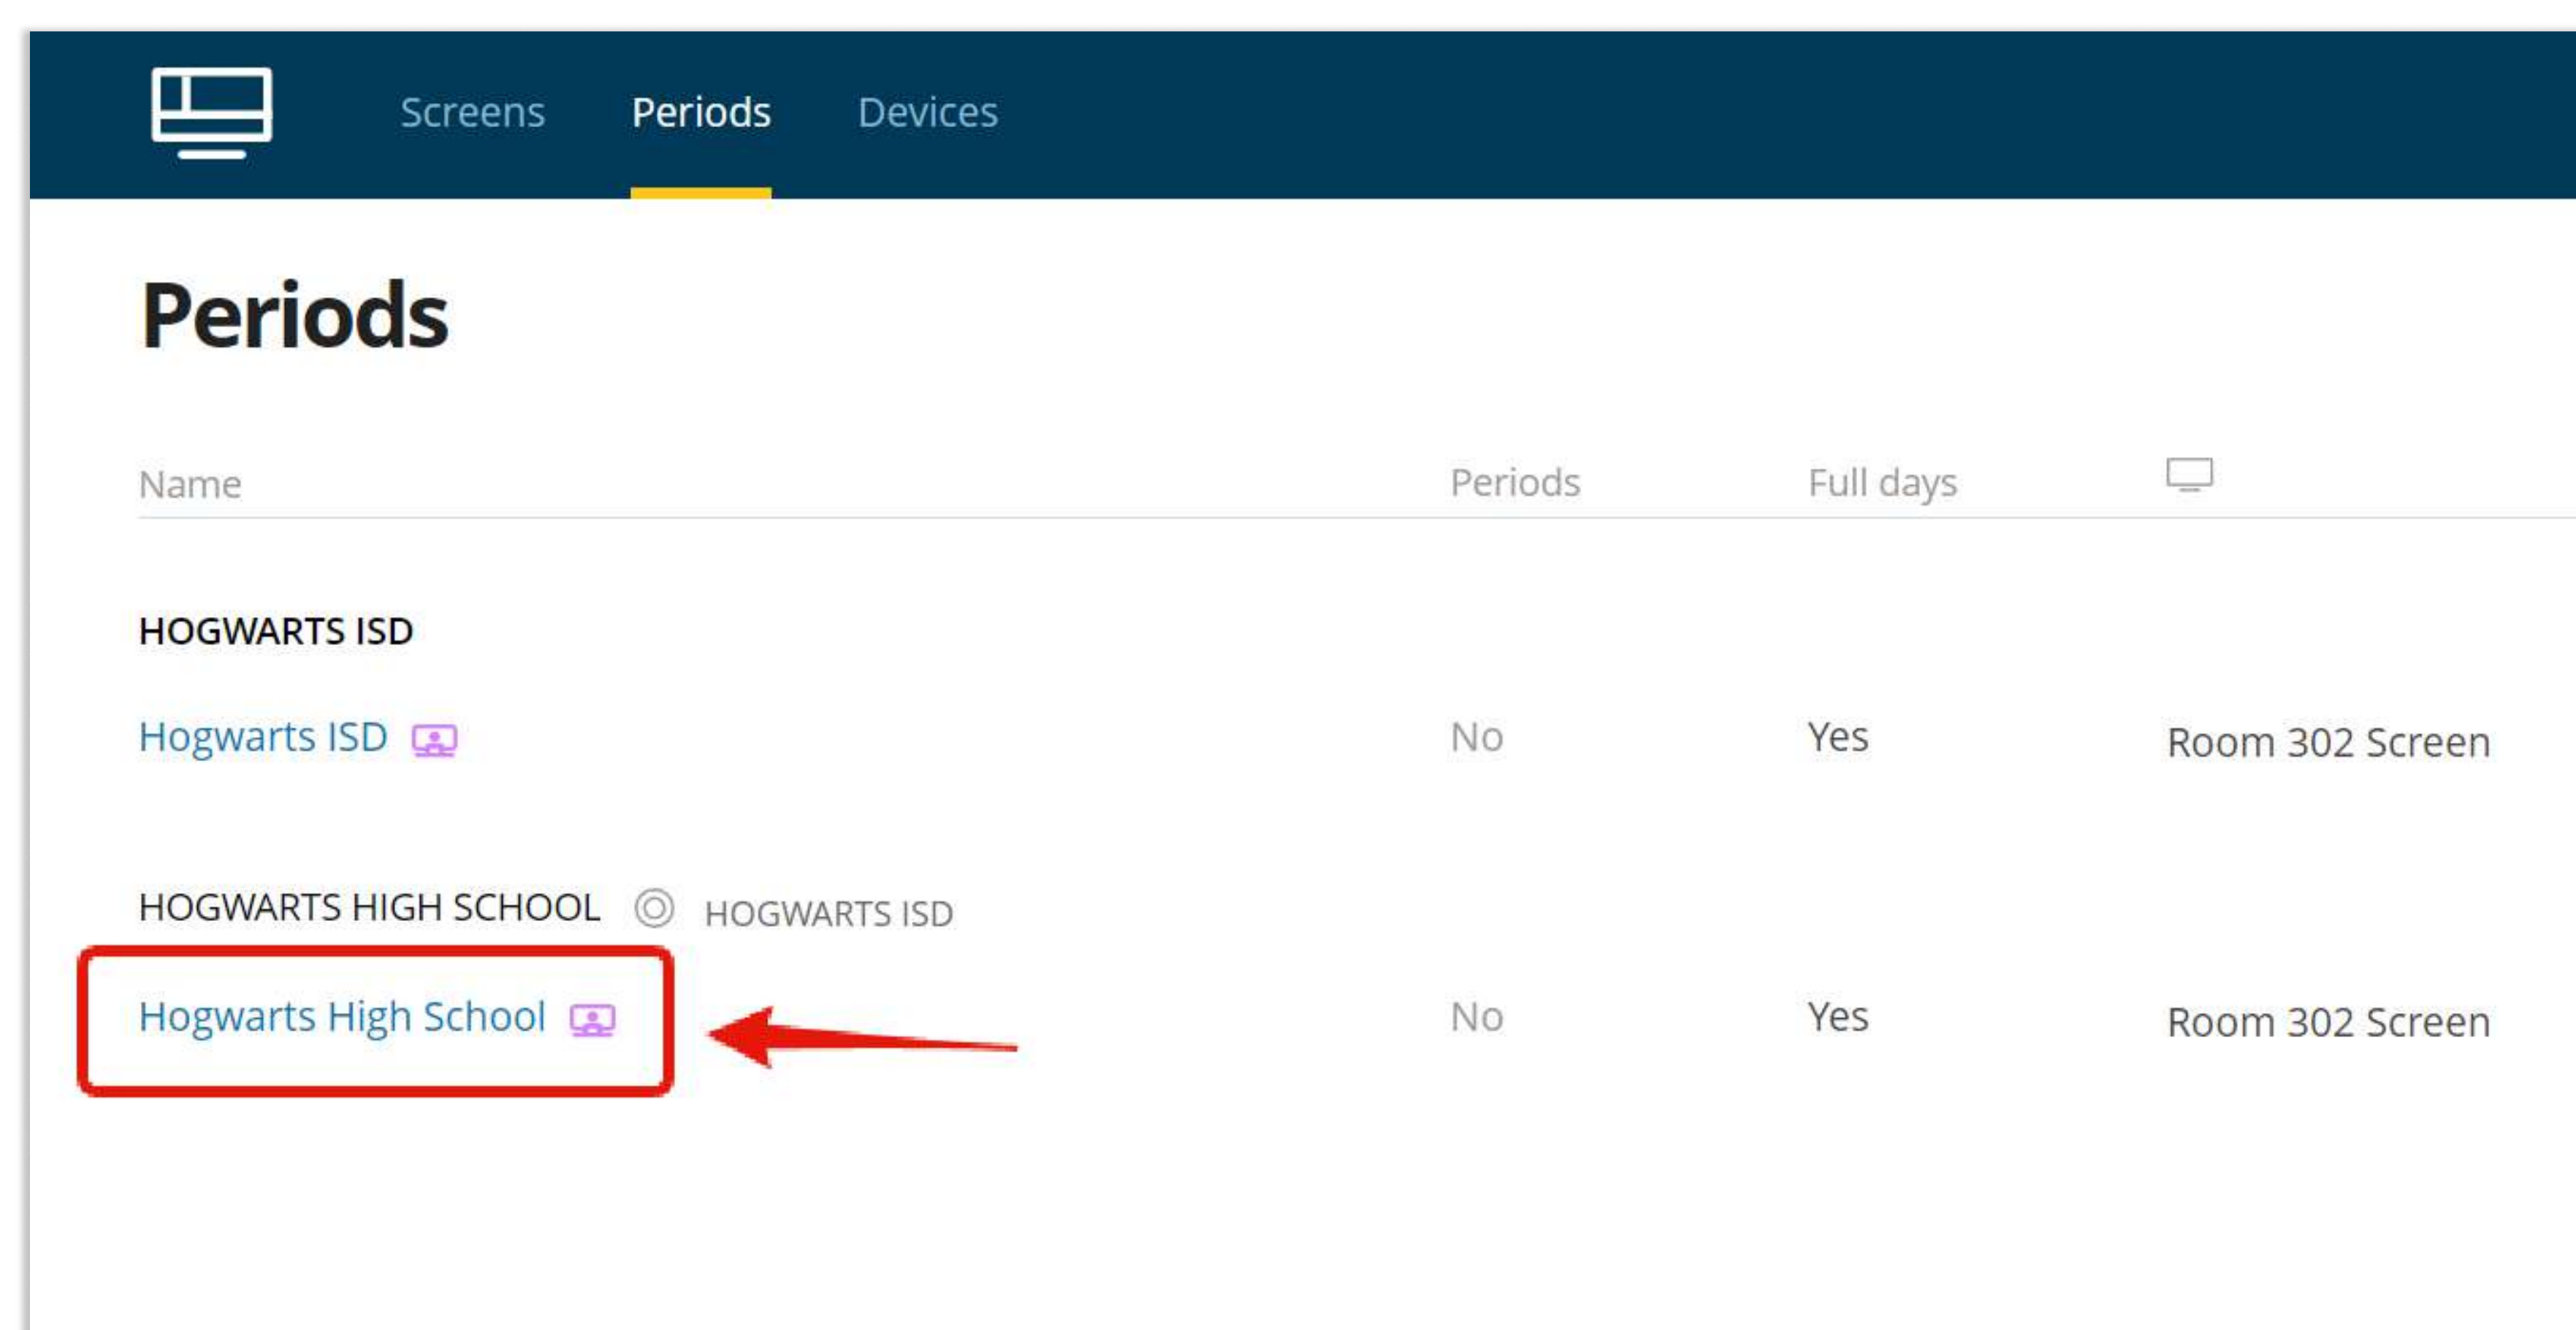 Screens Periods Devices
Periods
Name Periods Full days
HOGWARTS ISD
Hogwarts ISD No Yes Room 302 Screen
HOGWARTS HIGH SCHOOL HOGWARTS ISD
Hogwarts High School No Yes Room 302 Screen